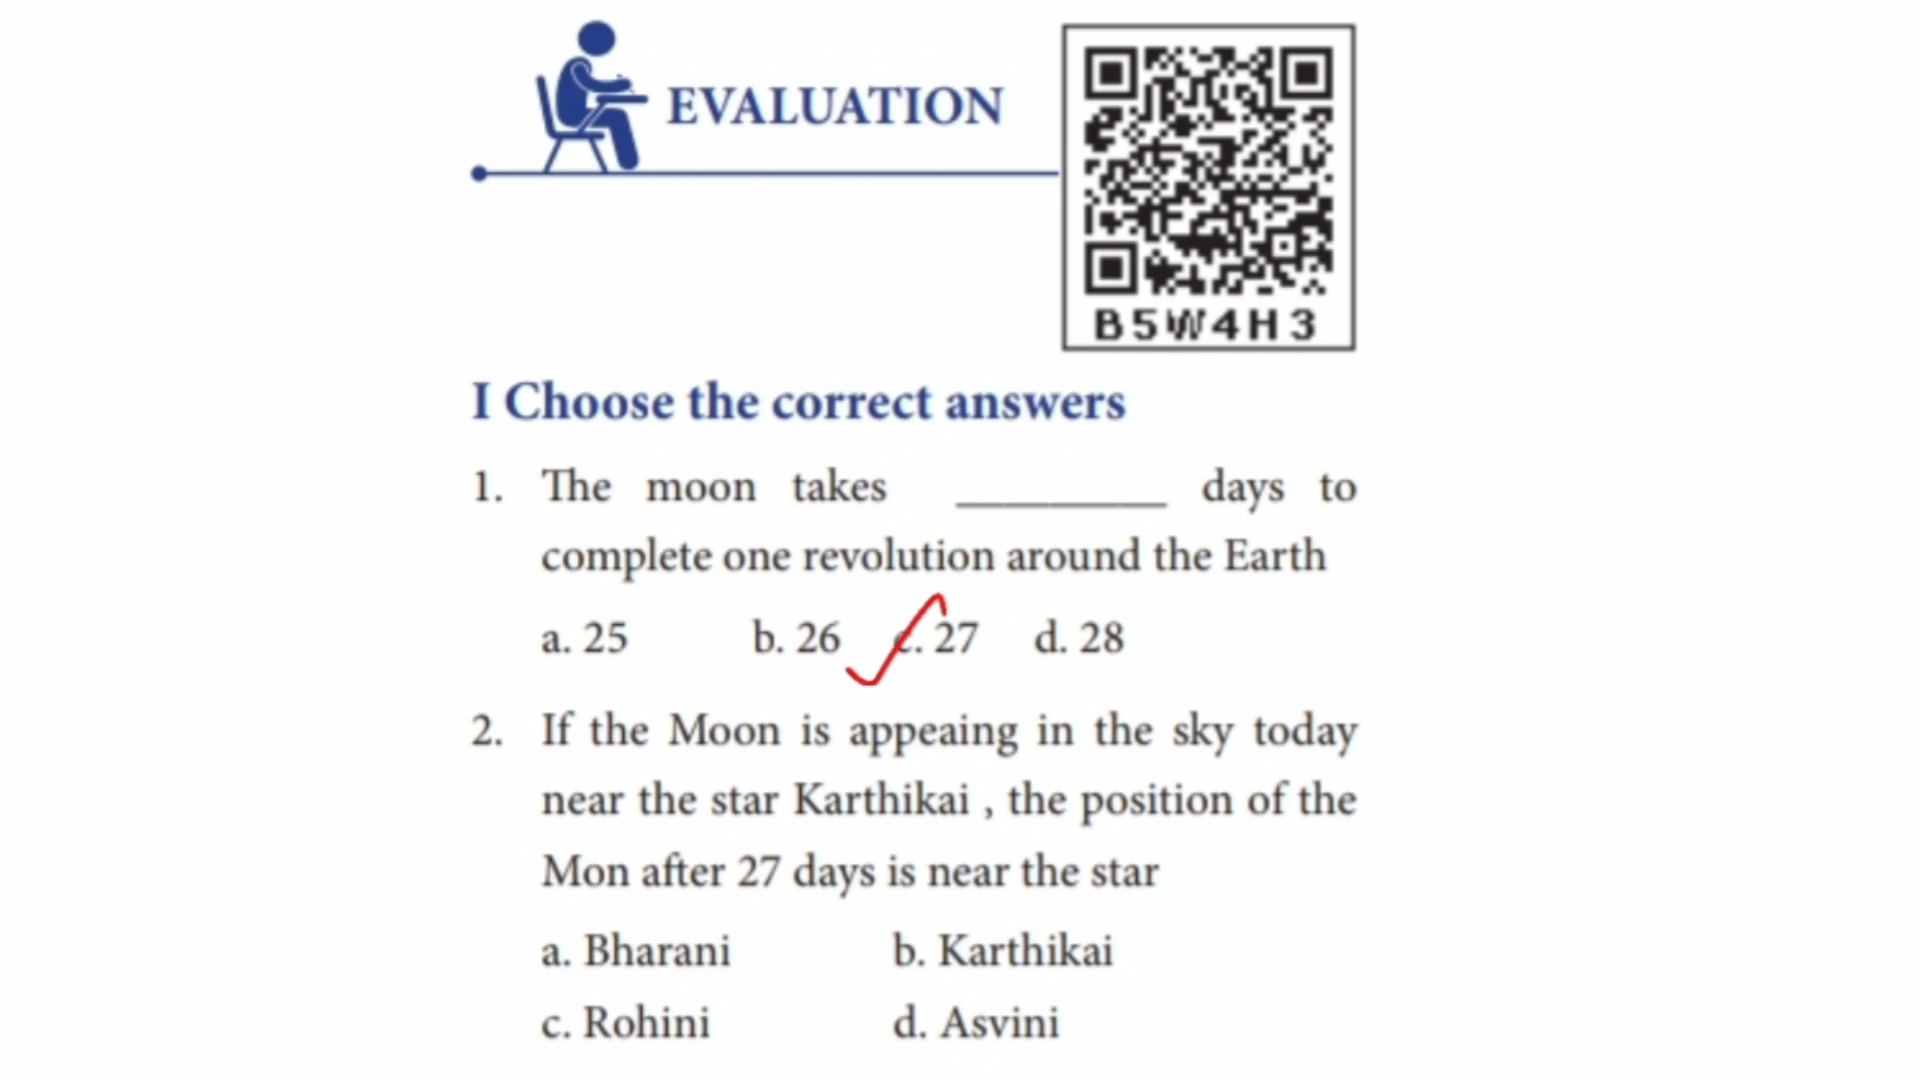 EVALUATION
B5W4H3
I Choose the correct answers
1. The moon takes _________ days to
complete one revolution around the Earth
a. 25 b. 26 c. 27 d. 28
2. If the Moon is appeaing in the sky today
near the star Karthikai , the position of the
Mon after 27 days is near the star
a. Bharani b. Karthikai
c. Rohini d. Asvini